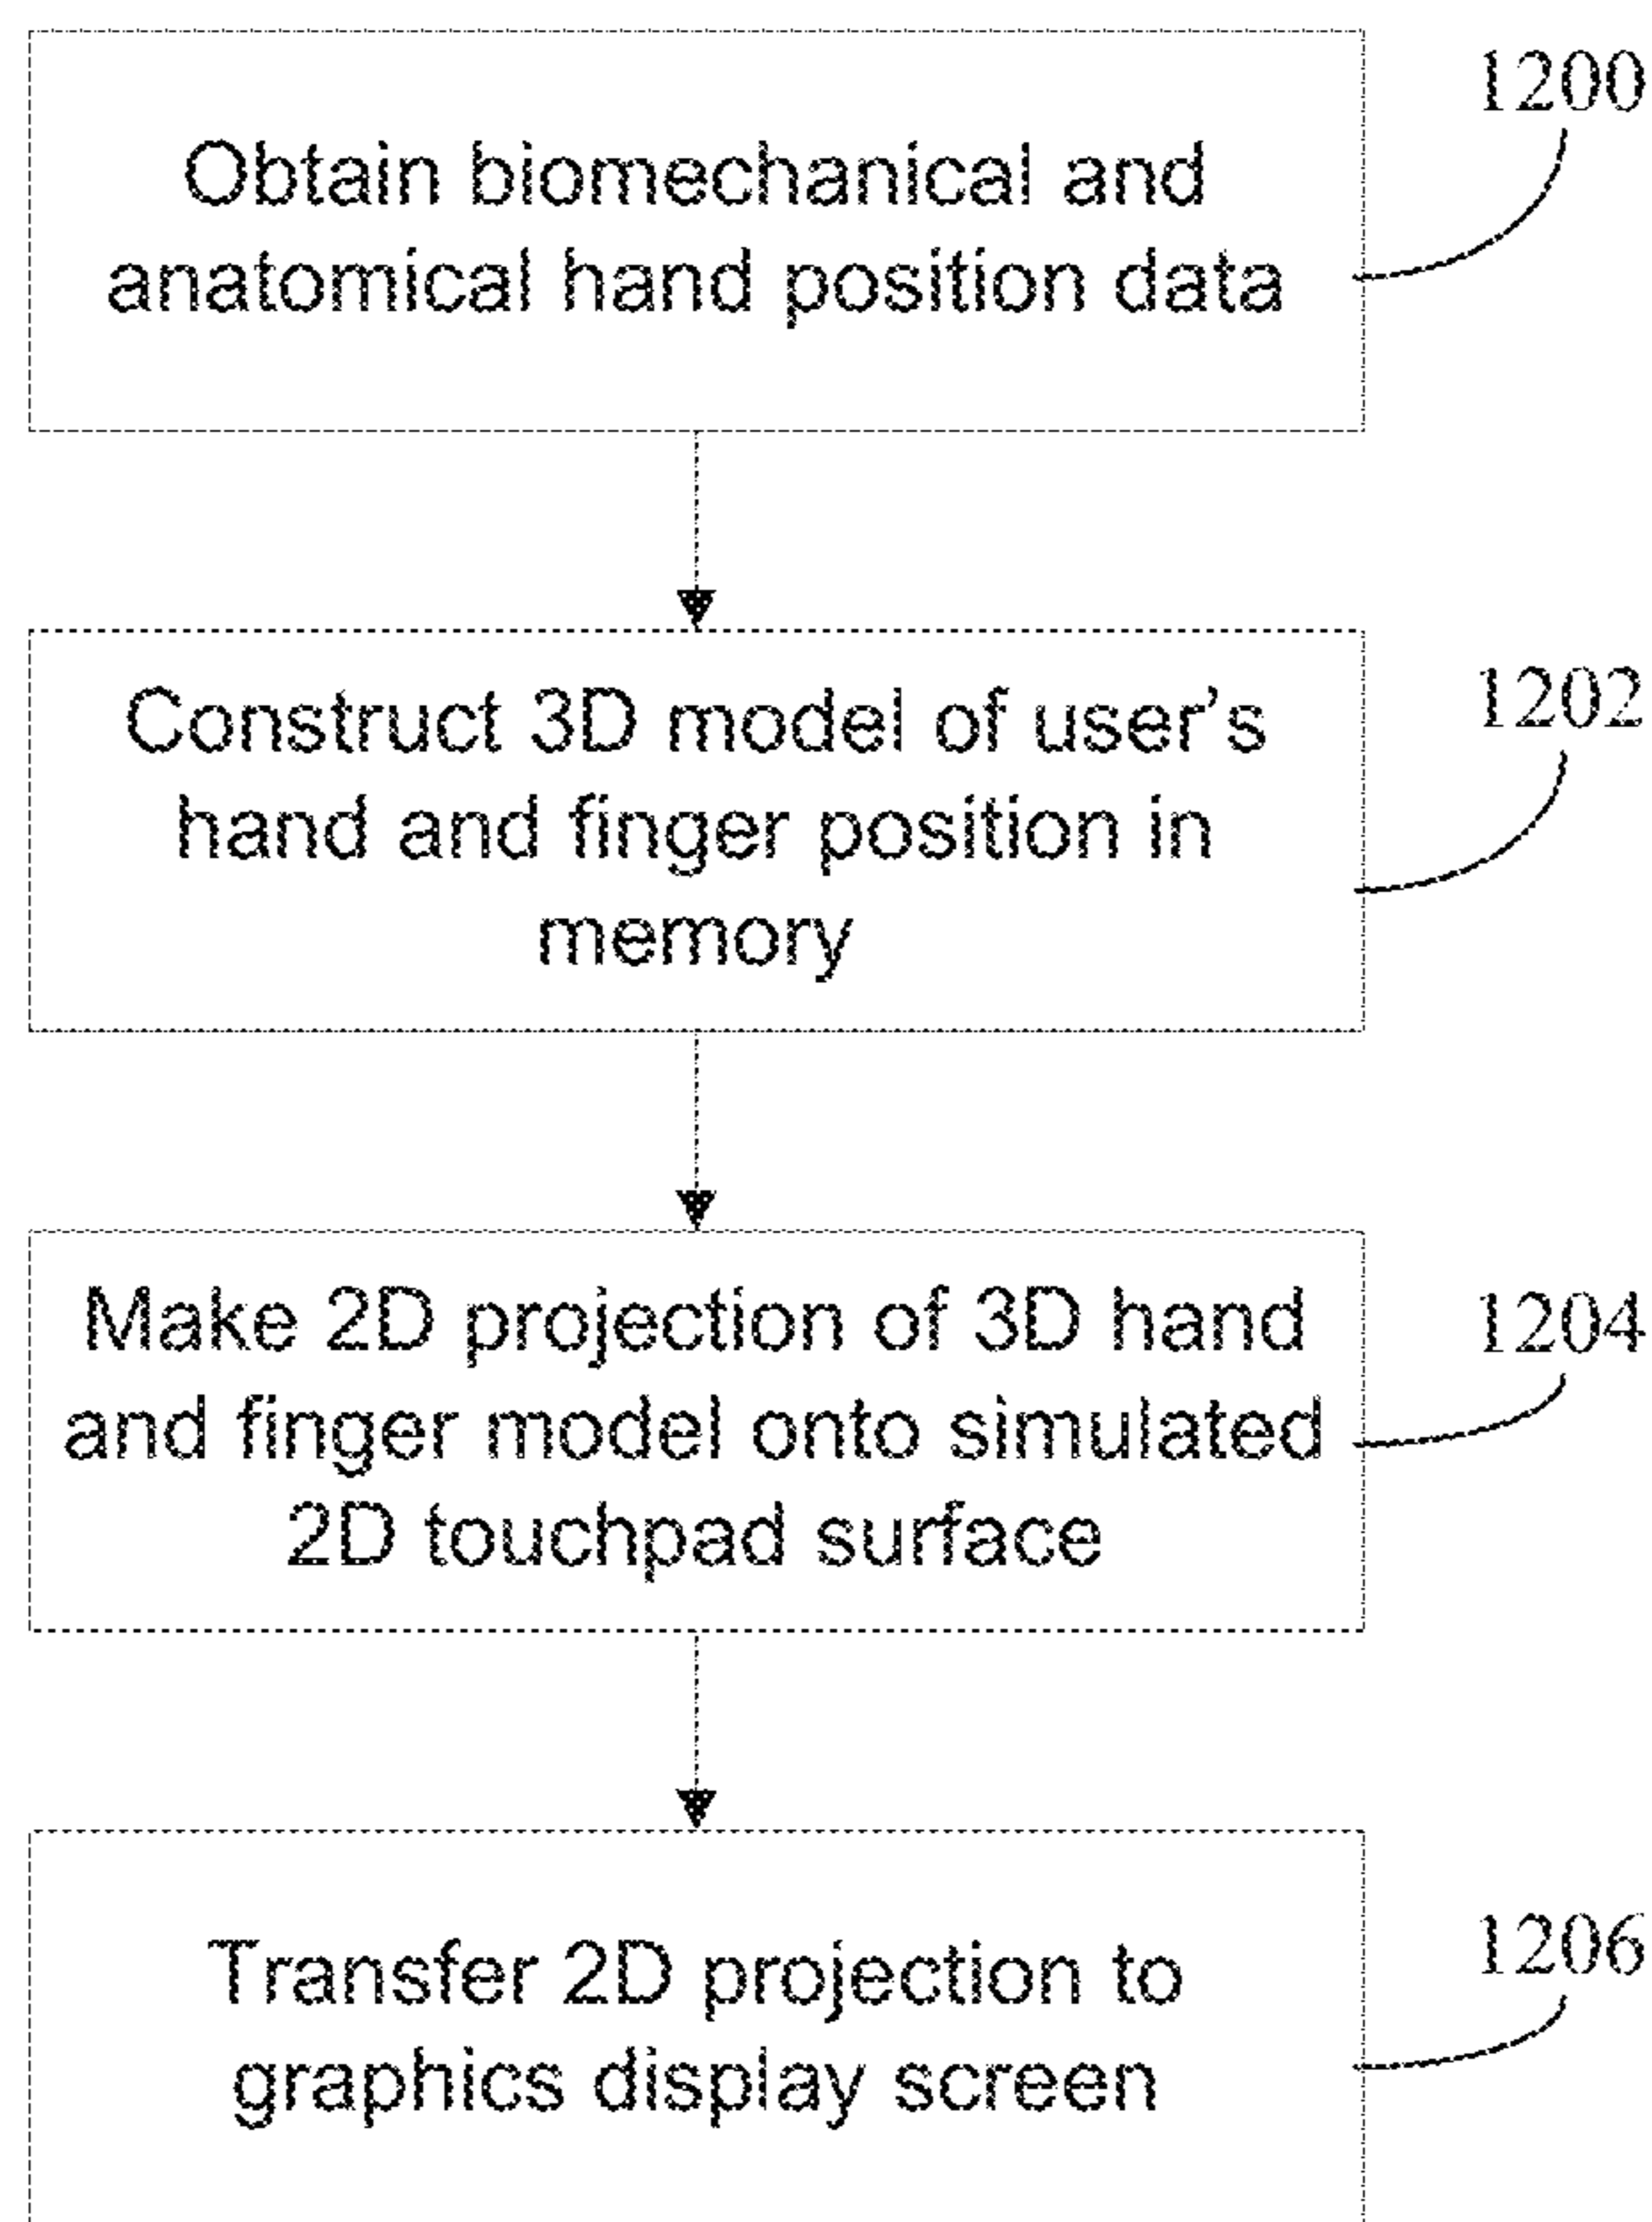 1200
Obtain biomechanical and
anatomical hand position data
1202
Construct 3D model of user's
hand and finger position in
memory
1204
Make 2D projection of 3D hand
and finger model onto simulated
2D touchpad surface
1206
Transfer 2D projection to
graphics display screen